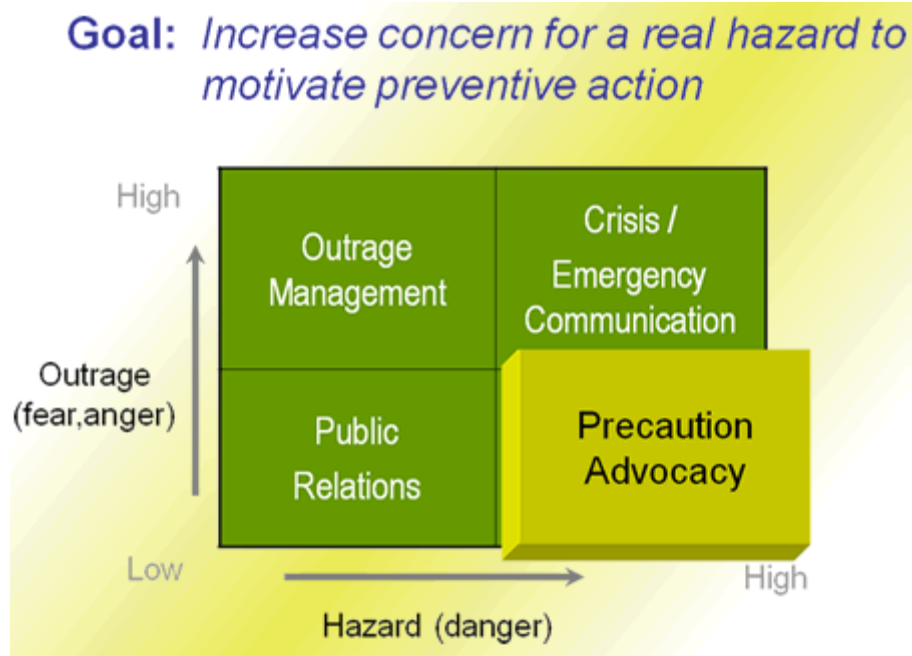 Goal: Increase concern for a real hazard to
motivate preventive action
High
Outrage
Management
Crisis /
Emergency
Communication
Outrage
(fear,anger)
Public
Relations
Precaution
Advocacy
Low
High
Hazard (danger)